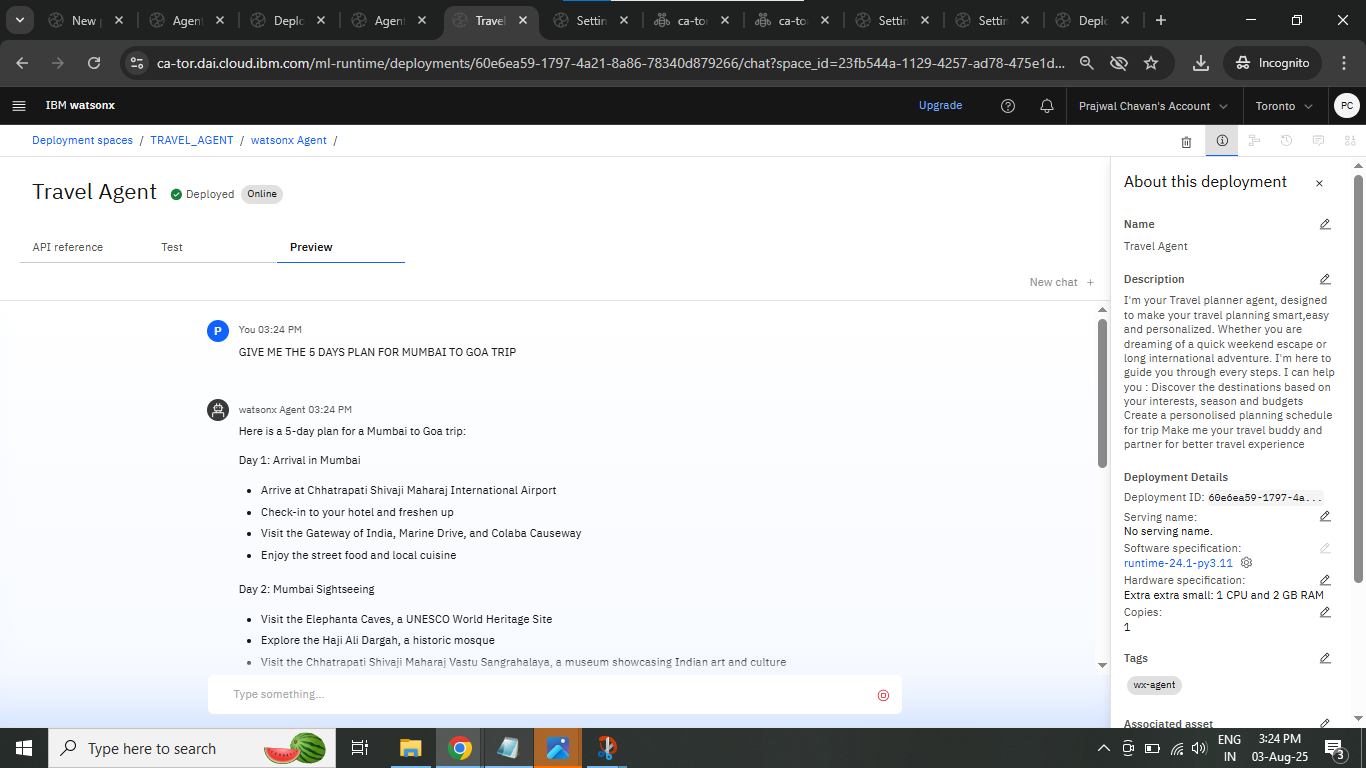 New
Agent
Deplo
Agent
Travel
Settin
ca-tor
ca-tor
Settin
Settin
Deplo
ca-tor.dai.cloud.ibm.com/ml-runtime/deployments/60e6ea59-1797-4a21-8a86-78340d879266/chat?space_id=23fb544a-1129-4257-ad78-475e1d...
Incognito
IBM watsonx
Upgrade
Prajwal Chavan's Account
Toronto
PC
Deployment spaces / TRAVEL_AGENT / watsonx Agent /
Travel Agent
Deployed
Online
API reference
Test
Preview
New chat +
P
You 03:24 PM
GIVE ME THE 5 DAYS PLAN FOR MUMBAI TO GOA TRIP
watsonx Agent 03:24 PM
Here is a 5-day plan for a Mumbai to Goa trip:
Day 1: Arrival in Mumbai
• Arrive at Chhatrapati Shivaji Maharaj International Airport
• Check-in to your hotel and freshen up
• Visit the Gateway of India, Marine Drive, and Colaba Causeway
• Enjoy the street food and local cuisine
Day 2: Mumbai Sightseeing
• Visit the Elephanta Caves, a UNESCO World Heritage Site
• Explore the Haji Ali Dargah, a historic mosque
• Visit the Chhatrapati Shivaji Maharaj Vastu Sangrahalaya, a museum showcasing Indian art and culture
Type something...
About this deployment
Name
Travel Agent
Description
I'm your Travel planner agent, designed
to make your travel planning smart,easy
and personalized. Whether you are
dreaming of a quick weekend escape or
long international adventure. I'm here to
guide you through every steps. I can help
you : Discover the destinations based on
your interests, season and budgets
Create a personolised planning schedule
for trip Make me your travel buddy and
partner for better travel experience
Deployment Details
Deployment ID: 60e6ea59-1797-4a...
Serving name:
No serving name.
Software specification:
runtime-24.1-py3.11
Hardware specification:
Extra extra small: 1 CPU and 2 GB RAM
Copies:
1
Tags
wx-agent
Associated asset
Type here to search
ENG
IN
3:24 PM
03-Aug-25
3